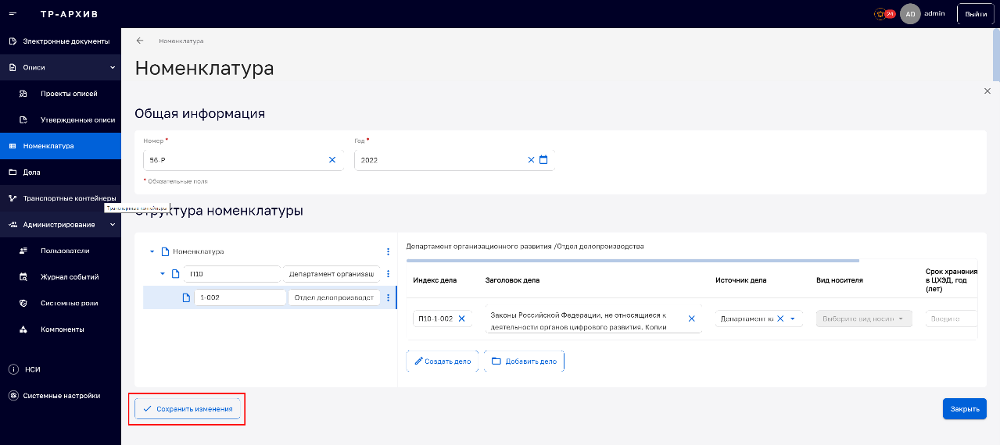 ТР-АРХИВ
24
AD
admin
Выйти
Электронные документы
Описи
Проекты описей
Утвержденные описи
Номенклатура
Дела
Транспортные контейнеры
Транспортные контейнеры
Администрирование
Пользователи
Журнал событий
Системные роли
Компоненты
НСИ
Системные настройки
Номенклатура
Номенклатура
Общая информация
Номер *
Год *
56-Р
2022
* Обязательные поля
Структура номенклатуры
Номенклатура
П10
Департамент организац
1-002
Отдел делопроизводст
Департамент организационного развития /Отдел делопроизводства
Индекс дела
Заголовок дела
Источник дела
Вид носителя
Срок хранения
в ЦХЭД, год
(лет)
П10-1-002
Законы Российской Федерации, не относящиеся к
деятельности органов цифрового развития. Копии
Департамент ка
Выберите вид носит
Введите
Создать дело
Добавить дело
Сохранить изменения
Закрыть